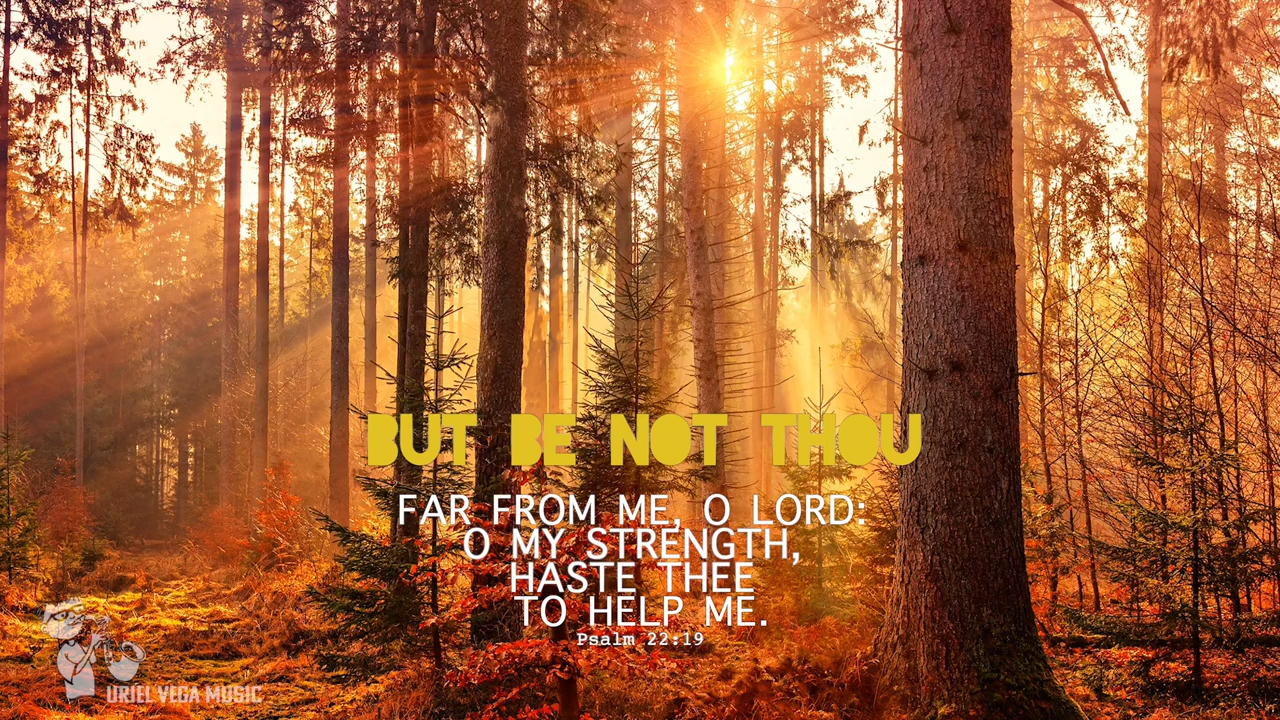 BUT BE NOT THOU
FAR FROM ME, O LORD:
O MY STRENGTH,
HASTE THEE
TO HELP ME.
Psalm 22:19
URIEL VEGA MUSIC